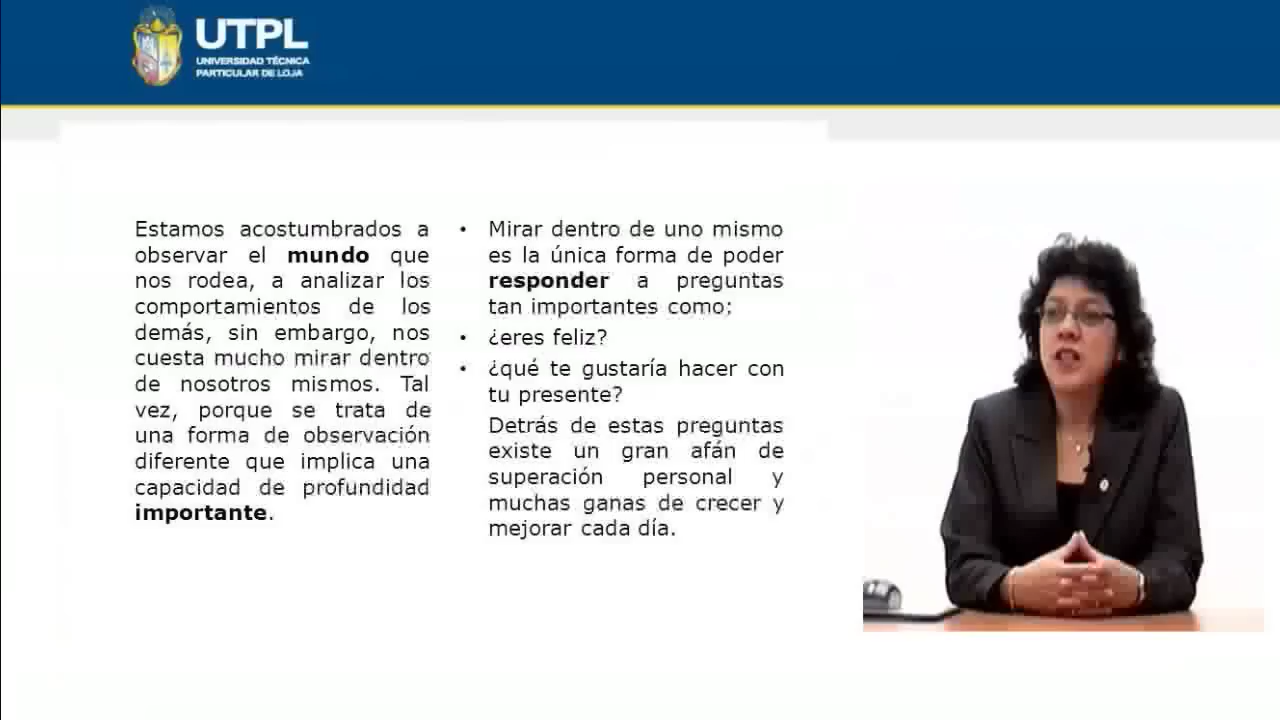 UTPL
UNIVERSIDAD TÉCNICA
PARTICULAR DE LOJA
Estamos acostumbrados a
observar el mundo que
nos rodea, a analizar los
comportamientos de los
demás, sin embargo, nos
cuesta mucho mirar dentro
de nosotros mismos. Tal
vez, porque se trata de
una forma de observación
diferente que implica una
capacidad de profundidad
importante.
• Mirar dentro de uno mismo
es la única forma de poder
responder a preguntas
tan importantes como:
• ¿eres feliz?
• ¿qué te gustaría hacer con
tu presente?
Detrás de estas preguntas
existe un gran afán de
superación personal y
muchas ganas de crecer y
mejorar cada día.